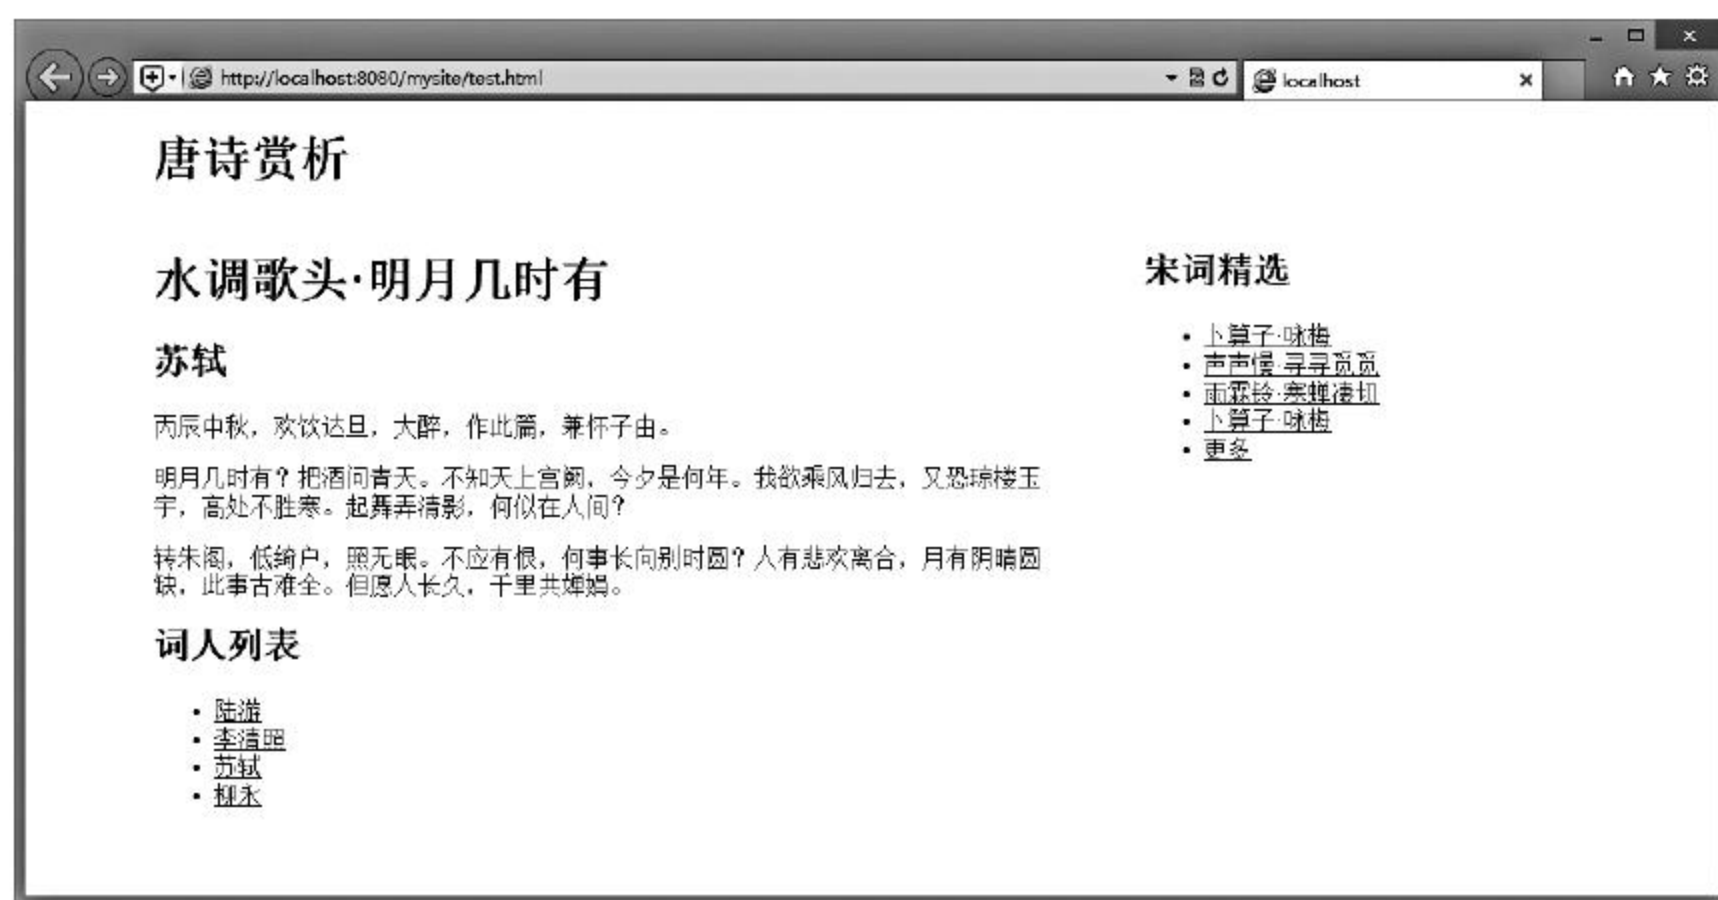 http://localhost:8080/mysite/test.html
localhost
唐诗赏析
水调歌头·明月几时有
苏轼
丙辰中秋，欢饮达旦，大醉，作此篇，兼怀子由。
明月几时有？把酒问青天。不知天上宫阙，今夕是何年。我欲乘风归去，又恐琼楼玉
宇，高处不胜寒。起舞弄清影，何似在人间？
转朱阁，低绮户，照无眠。不应有恨，何事长向别时圆？人有悲欢离合，月有阴晴圆
缺，此事古难全。但愿人长久，千里共婵娟。
词人列表
• 陆游
• 李清照
• 苏轼
• 柳永
宋词精选
• 卜算子·咏梅
• 声声慢·寻寻觅觅
• 雨霖铃·寒蝉凄切
• 卜算子·咏梅
• 更多